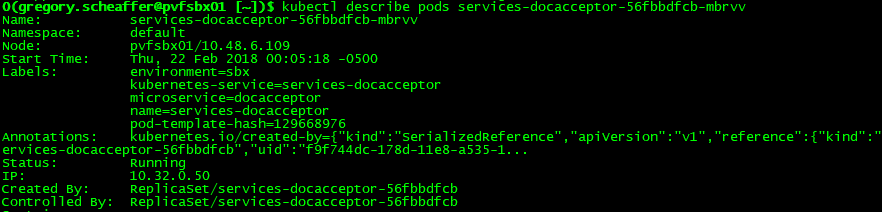 0(gregory.scheaffer@pvfsbx01 [~])$ kubectl describe pods services-docacceptor-56fbbdfcb-mbrvv
Name: services-docacceptor-56fbbdfcb-mbrvv
Namespace: default
Node: pvfsbx01/10.48.6.109
Start Time: Thu, 22 Feb 2018 00:05:18 -0500
Labels: environment=sbx
kubernetes-service=services-docacceptor
microservice=docacceptor
name=services-docacceptor
pod-template-hash=129668976
Annotations: kubernetes.io/created-by={"kind":"SerializedReference","apiVersion":"v1","reference":{"kind":"
ervices-docacceptor-56fbbdfcb","uid":"f9f744dc-178d-11e8-a535-1...
Status: Running
IP: 10.32.0.50
Created By: ReplicaSet/services-docacceptor-56fbbdfcb
Controlled By: ReplicaSet/services-docacceptor-56fbbdfcb